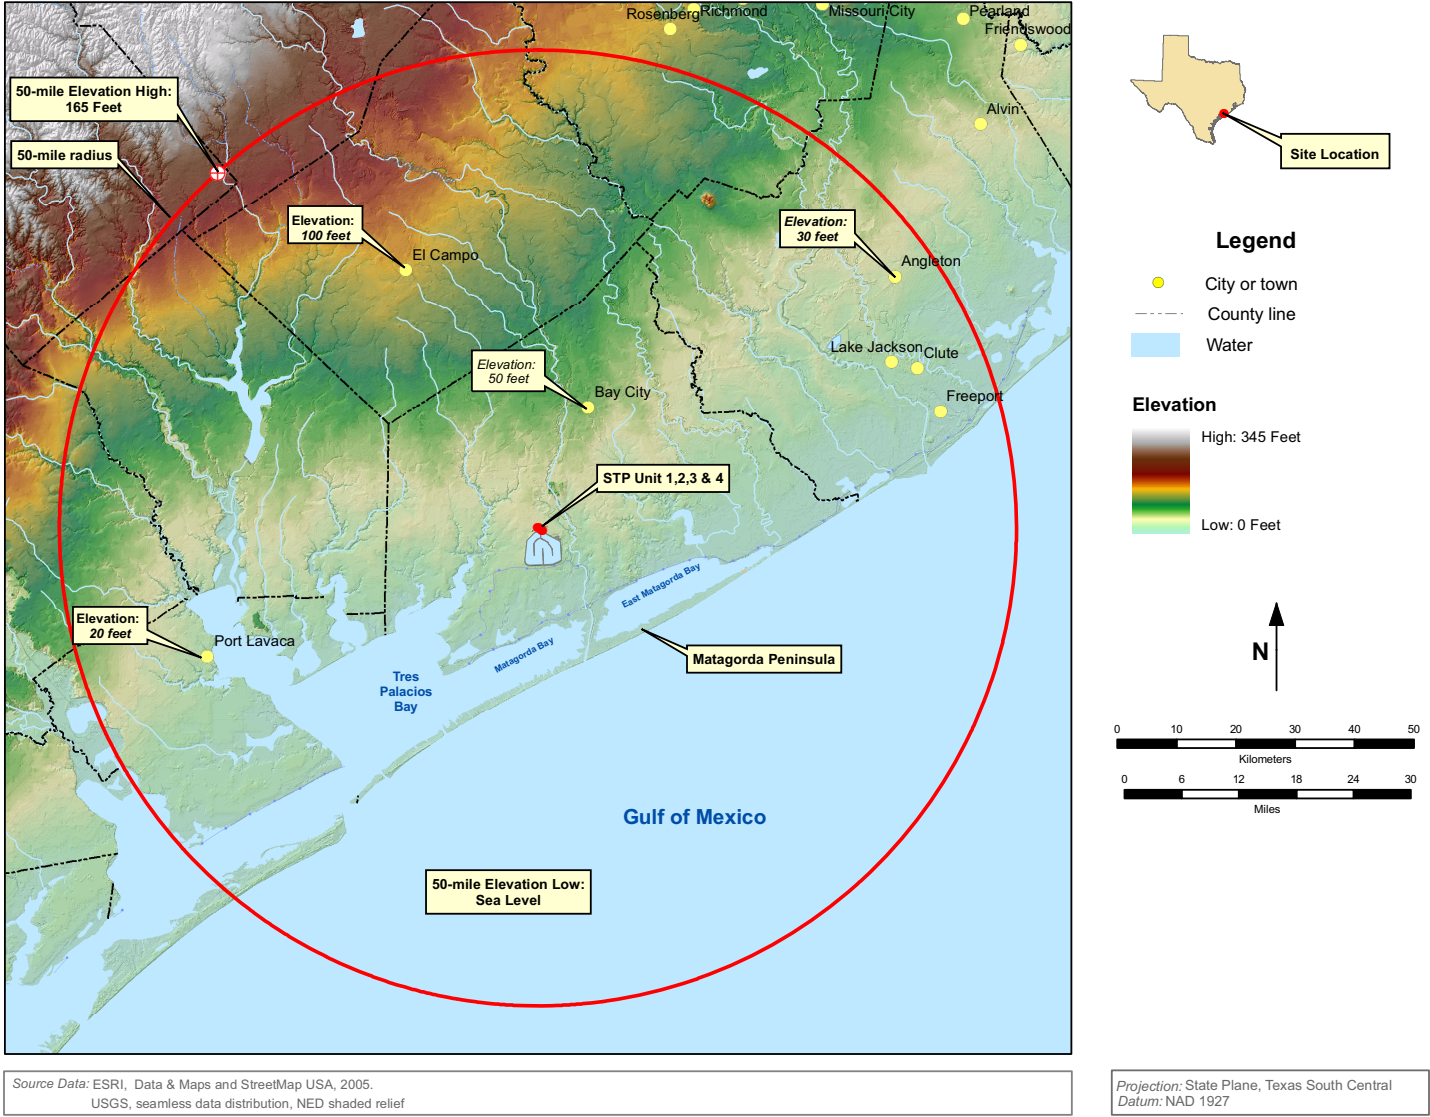 Rosenberg
Richmond
Missouri City
Pearland
Friendswood
50-mile Elevation High:
165 Feet
Alvin
50-mile radius
Site Location
Elevation:
100 feet
El Campo
Elevation:
30 feet
Angleton
Legend
City or town
County line
Water
Lake Jackson
Clute
Elevation:
50 feet
Bay City
Freeport
Elevation
High: 345 Feet
Low: 0 Feet
STP Unit 1,2,3 & 4
East Matagorda Bay
Elevation:
20 feet
Port Lavaca
Matagorda Bay
Matagorda Peninsula
Tres
Palacios
Bay
N
0 10 20 30 40 50
Kilometers
0 6 12 18 24 30
Miles
Gulf of Mexico
50-mile Elevation Low:
Sea Level
Source Data: ESRI, Data & Maps and StreetMap USA, 2005.
USGS, seamless data distribution, NED shaded relief
Projection: State Plane, Texas South Central
Datum: NAD 1927